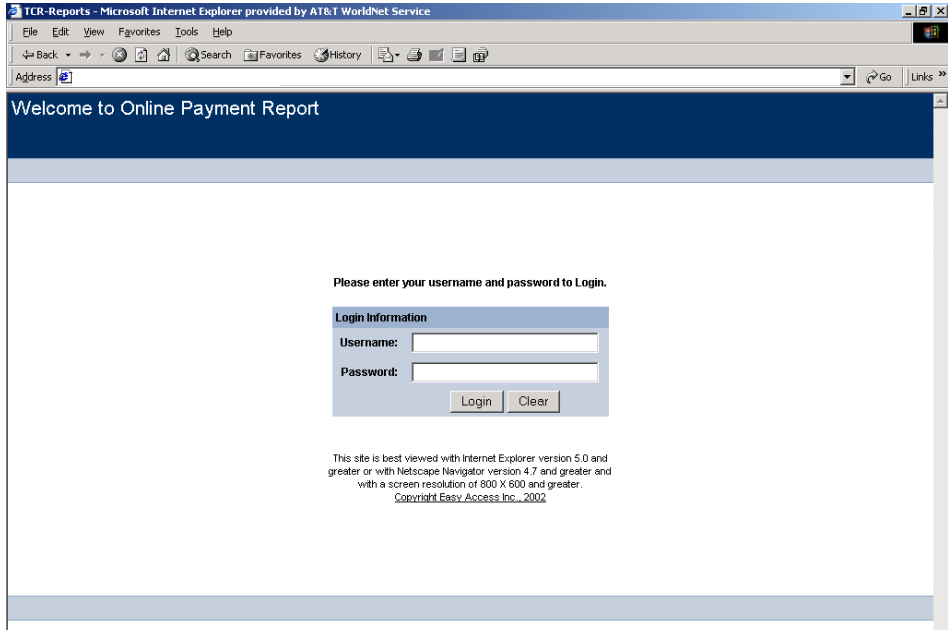 TCR-Reports - Microsoft Internet Explorer provided by AT&T WorldNet Service
File Edit View Favorites Tools Help
Back Search Favorites History
Address Go Links »
Welcome to Online Payment Report
Please enter your username and password to Login.
Login Information
Username:
Password:
Login Clear
This site is best viewed with Internet Explorer version 5.0 and
greater or with Netscape Navigator version 4.7 and greater and
with a screen resolution of 800 X 600 and greater.
Copyright Easy Access Inc., 2002